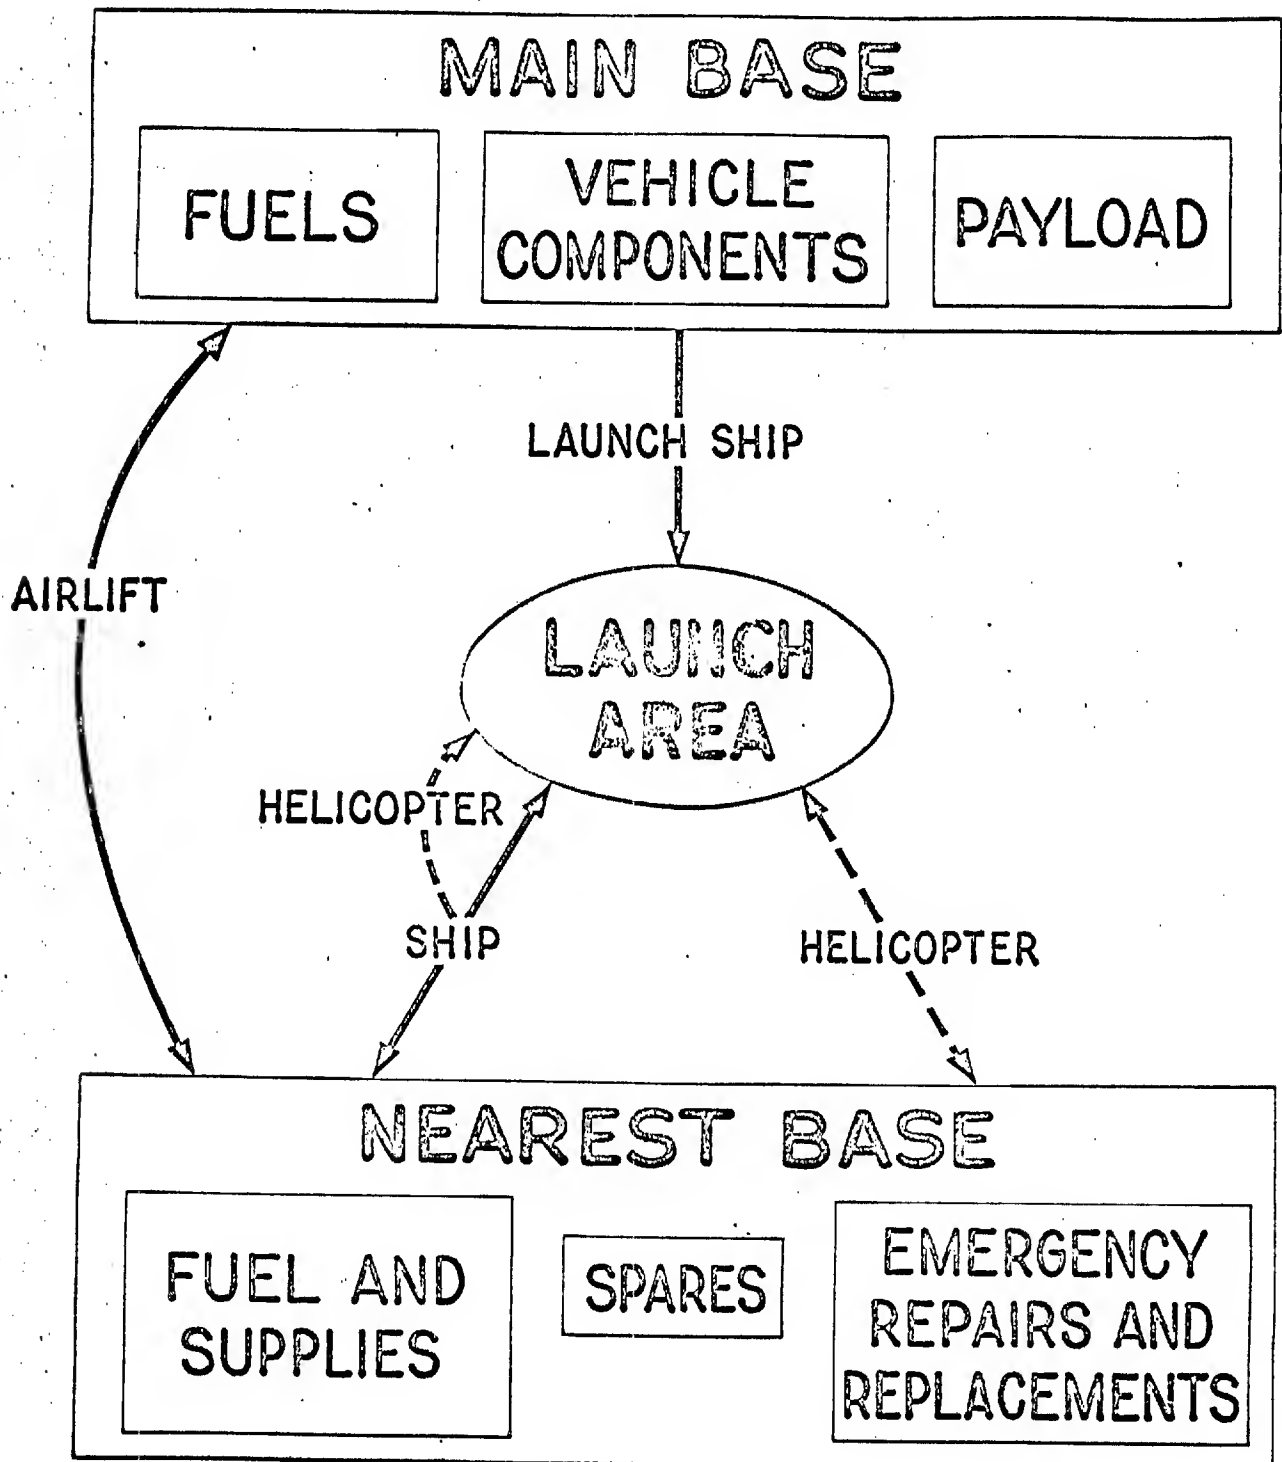 MAIN BASE
FUELS
VEHICLE
COMPONENTS
PAYLOAD
LAUNCH SHIP
AIRLIFT
LAUNCH
AREA
HELICOPTER
SHIP
HELICOPTER
NEAREST BASE
FUEL AND
SUPPLIES
SPARES
EMERGENCY
REPAIRS AND
REPLACEMENTS